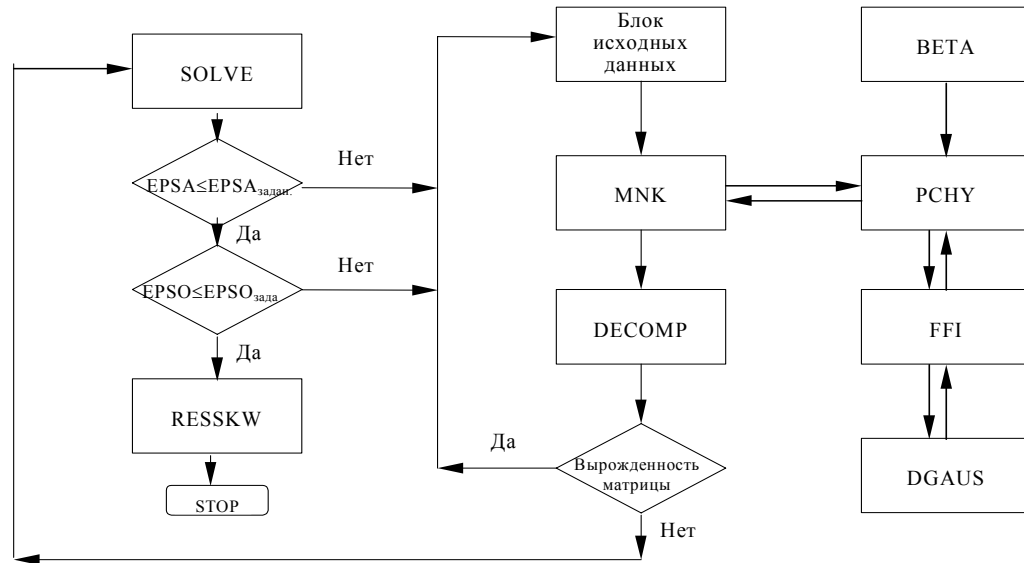 Блок
исходных
данных
BETA
SOLVE
Нет
EPSA≤EPSAзадан.
MNK
PCHY
Да
Нет
EPSO≤EPSOзада
DECOMP
FFI
Да
RESSKW
Да
Вырожденность
матрицы
DGAUS
STOP
Нет